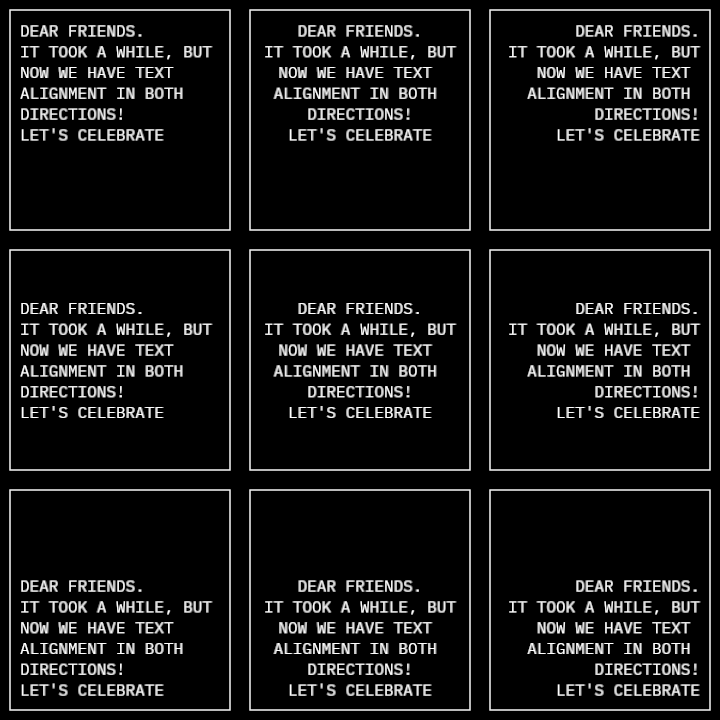 DEAR FRIENDS.
IT TOOK A WHILE, BUT
NOW WE HAVE TEXT
ALIGNMENT IN BOTH
DIRECTIONS!
LET'S CELEBRATE
DEAR FRIENDS.
IT TOOK A WHILE, BUT
NOW WE HAVE TEXT
ALIGNMENT IN BOTH
DIRECTIONS!
LET'S CELEBRATE
DEAR FRIENDS.
IT TOOK A WHILE, BUT
NOW WE HAVE TEXT
ALIGNMENT IN BOTH
DIRECTIONS!
LET'S CELEBRATE
DEAR FRIENDS.
IT TOOK A WHILE, BUT
NOW WE HAVE TEXT
ALIGNMENT IN BOTH
DIRECTIONS!
LET'S CELEBRATE
DEAR FRIENDS.
IT TOOK A WHILE, BUT
NOW WE HAVE TEXT
ALIGNMENT IN BOTH
DIRECTIONS!
LET'S CELEBRATE
DEAR FRIENDS.
IT TOOK A WHILE, BUT
NOW WE HAVE TEXT
ALIGNMENT IN BOTH
DIRECTIONS!
LET'S CELEBRATE
DEAR FRIENDS.
IT TOOK A WHILE, BUT
NOW WE HAVE TEXT
ALIGNMENT IN BOTH
DIRECTIONS!
LET'S CELEBRATE
DEAR FRIENDS.
IT TOOK A WHILE, BUT
NOW WE HAVE TEXT
ALIGNMENT IN BOTH
DIRECTIONS!
LET'S CELEBRATE
DEAR FRIENDS.
IT TOOK A WHILE, BUT
NOW WE HAVE TEXT
ALIGNMENT IN BOTH
DIRECTIONS!
LET'S CELEBRATE